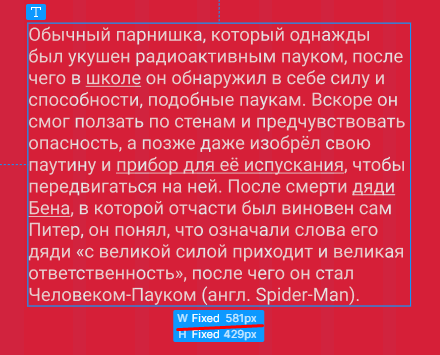 T
Обычный парнишка, который однажды
был укушен радиоактивным пауком, после
чего в школе он обнаружил в себе силу и
способности, подобные паукам. Вскоре он
смог ползать по стенам и предчувствовать
опасность, а позже даже изобрёл свою
паутину и прибор для её испускания, чтобы
передвигаться на ней. После смерти дяди
Бена, в которой отчасти был виновен сам
Питер, он понял, что означали слова его
дяди «с великой силой приходит и великая
ответственность», после чего он стал
Человеком-Пауком (англ. Spider-Man).
W Fixed 581px
H Fixed 429px